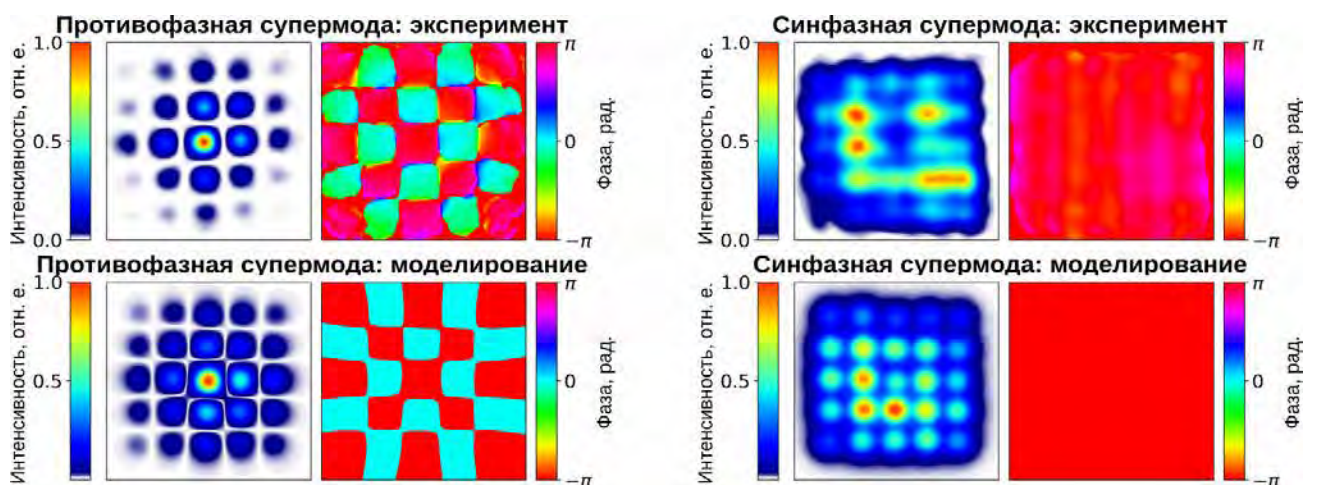 Противофазная супермода: эксперимент
Интенсивность, отн. е.
1.0
0.5
0.0
π
0
−π
Фаза, рад.
Синфазная супермода: эксперимент
Интенсивность, отн. е.
1.0
0.5
0.0
π
0
−π
Фаза, рад.
Противофазная супермода: моделирование
Интенсивность, отн. е.
1.0
0.5
π
0
−π
Фаза, рад.
Синфазная супермода: моделирование
Интенсивность, отн. е.
1.0
0.5
π
0
−π
Фаза, рад.